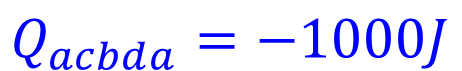 Q_acbda = −1000J